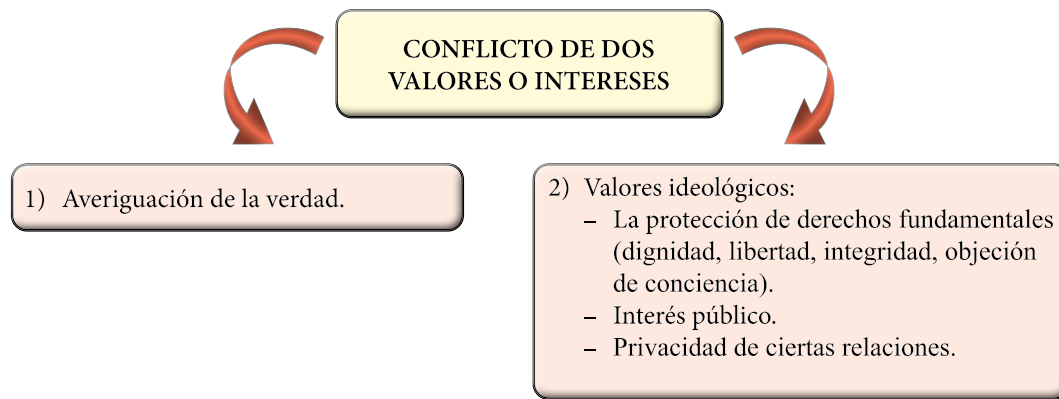 CONFLICTO DE DOS
VALORES O INTERESES
1) Averiguación de la verdad.
2) Valores ideológicos:
– La protección de derechos fundamentales
(dignidad, libertad, integridad, objeción
de conciencia).
– Interés público.
– Privacidad de ciertas relaciones.